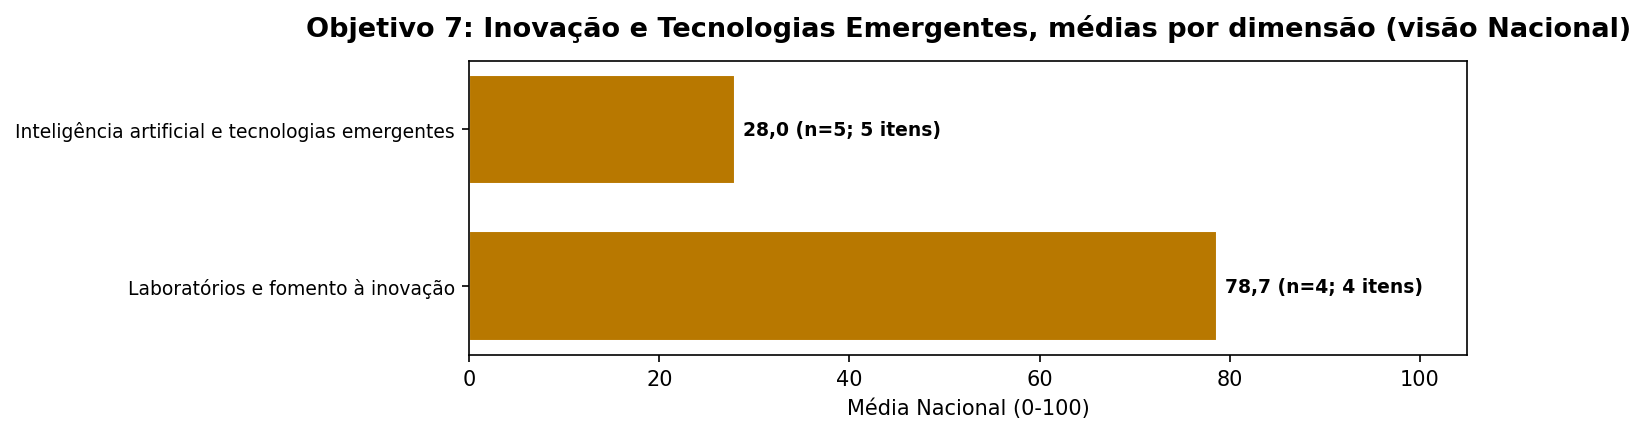 Objetivo 7: Inovação e Tecnologias Emergentes, médias por dimensão (visão Nacional)
Inteligência artificial e tecnologias emergentes
28,0 (n=5; 5 itens)
Laboratórios e fomento à inovação
78,7 (n=4; 4 itens)
0 20 40 60 80 100
Média Nacional (0-100)